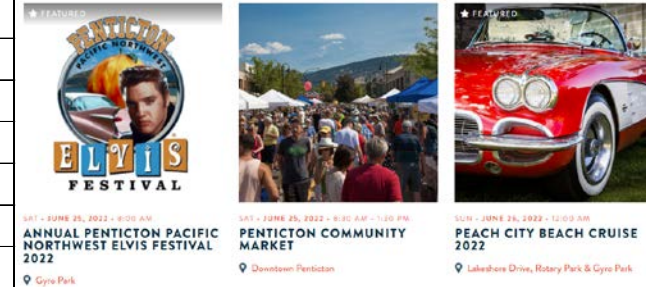 ★ FEATURED
PENTICTON
PACIFIC NORTHWEST
ELVIS
FESTIVAL
SAT • JUNE 25, 2022 • 8:00 AM
ANNUAL PENTICTON PACIFIC
NORTHWEST ELVIS FESTIVAL
2022
Gyro Park
SAT • JUNE 25, 2022 • 8:30 AM - 1:30 PM
PENTICTON COMMUNITY
MARKET
Downtown Penticton
★ FEATURED
SUN • JUNE 26, 2022 • 12:00 AM
PEACH CITY BEACH CRUISE
2022
Lakeshore Drive, Rotary Park & Gyro Park